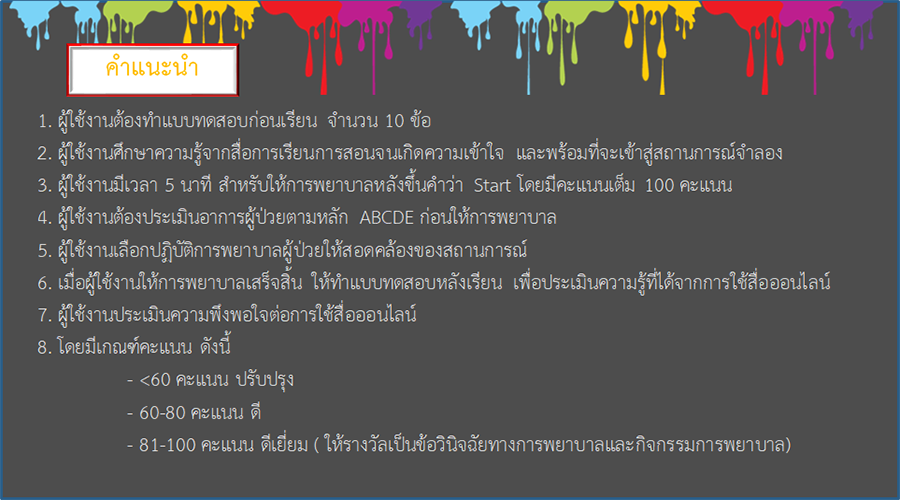 คำแนะนำ
1. ผู้ใช้งานต้องทำแบบทดสอบก่อนเรียน จำนวน 10 ข้อ
2. ผู้ใช้งานศึกษาความรู้จากสื่อการเรียนการสอนจนเกิดความเข้าใจ และพร้อมที่จะเข้าสู่สถานการณ์จำลอง
3. ผู้ใช้งานมีเวลา 5 นาที สำหรับให้การพยาบาลหลังขึ้นคำว่า Start โดยมีคะแนนเต็ม 100 คะแนน
4. ผู้ใช้งานต้องประเมินอาการผู้ป่วยตามหลัก ABCDE ก่อนให้การพยาบาล
5. ผู้ใช้งานเลือกปฏิบัติการพยาบาลผู้ป่วยให้สอดคล้องของสถานการณ์
6. เมื่อผู้ใช้งานให้การพยาบาลเสร็จสิ้น ให้ทำแบบทดสอบหลังเรียน เพื่อประเมินความรู้ที่ได้จากการใช้สื่อออนไลน์
7. ผู้ใช้งานประเมินความพึงพอใจต่อการใช้สื่อออนไลน์
8. โดยมีเกณฑ์คะแนน ดังนี้
- <60 คะแนน ปรับปรุง
- 60-80 คะแนน ดี
- 81-100 คะแนน ดีเยี่ยม ( ให้รางวัลเป็นข้อวินิจฉัยทางการพยาบาลและกิจกรรมการพยาบาล)